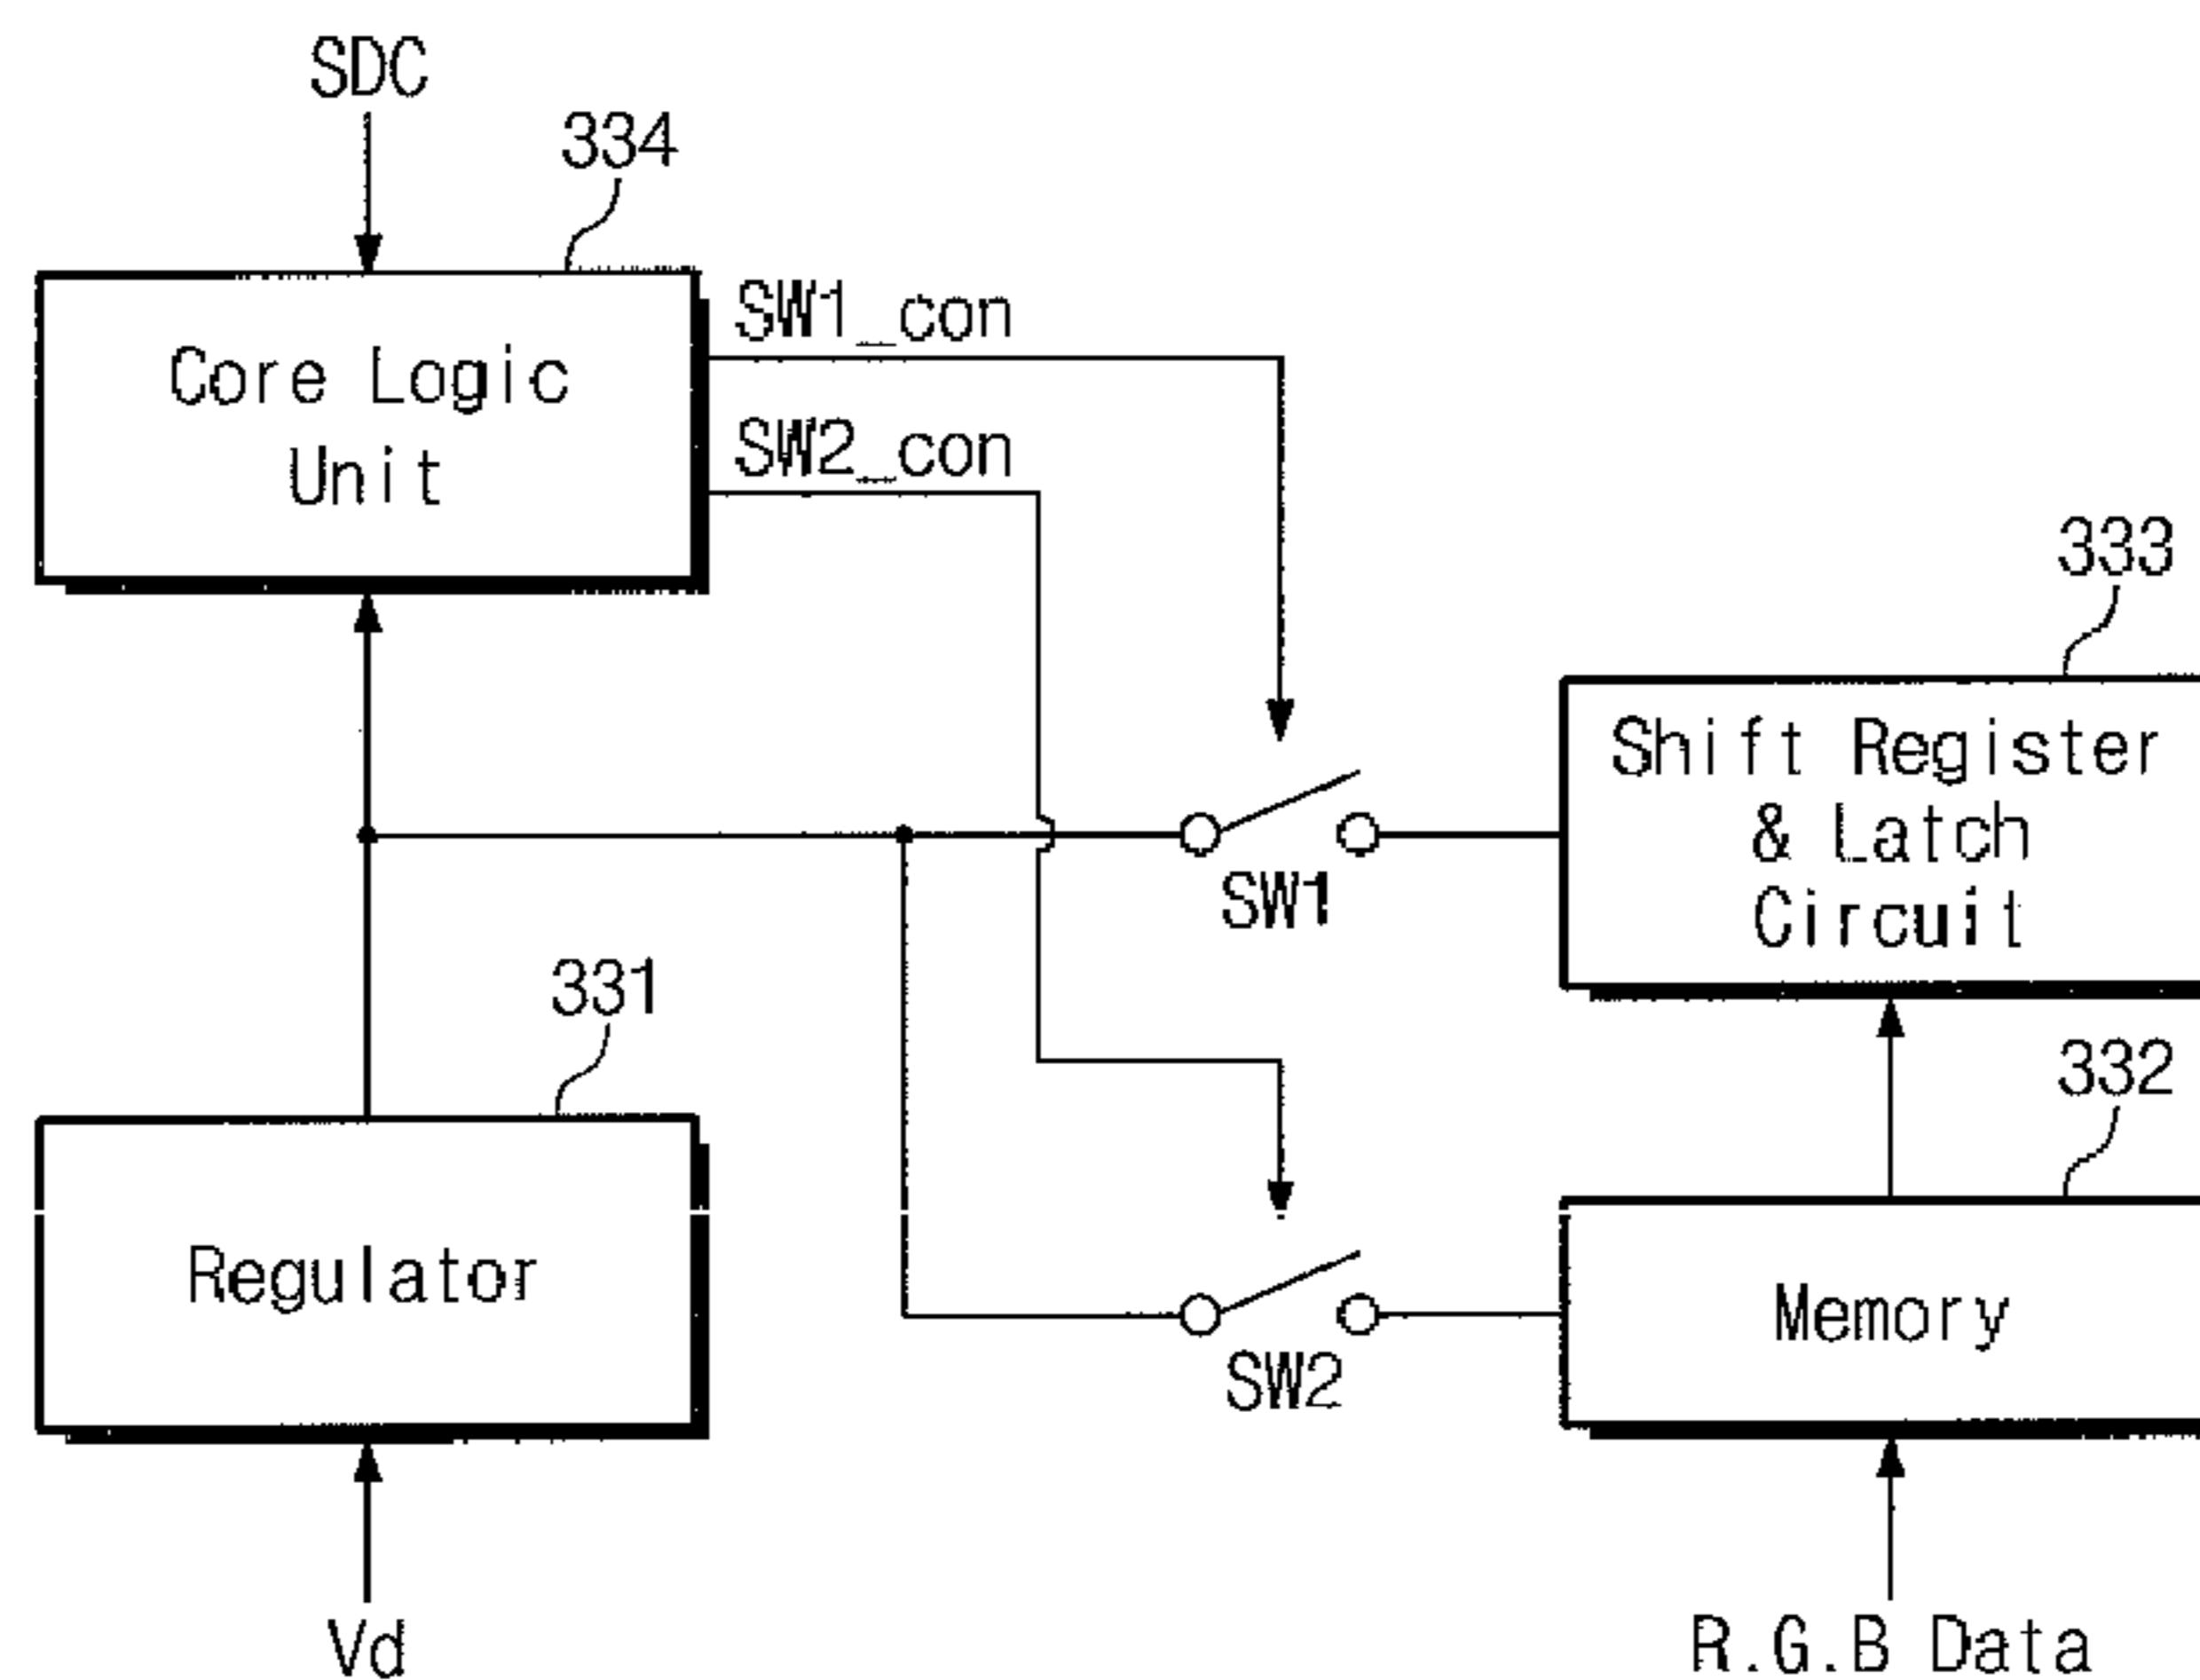 SDC
334
Core Logic
Unit
SW1_con
SW2_con
333
Shift Register
& Latch
Circuit
SW1
331
Regulator
332
Memory
SW2
Vd
R.G.B Data